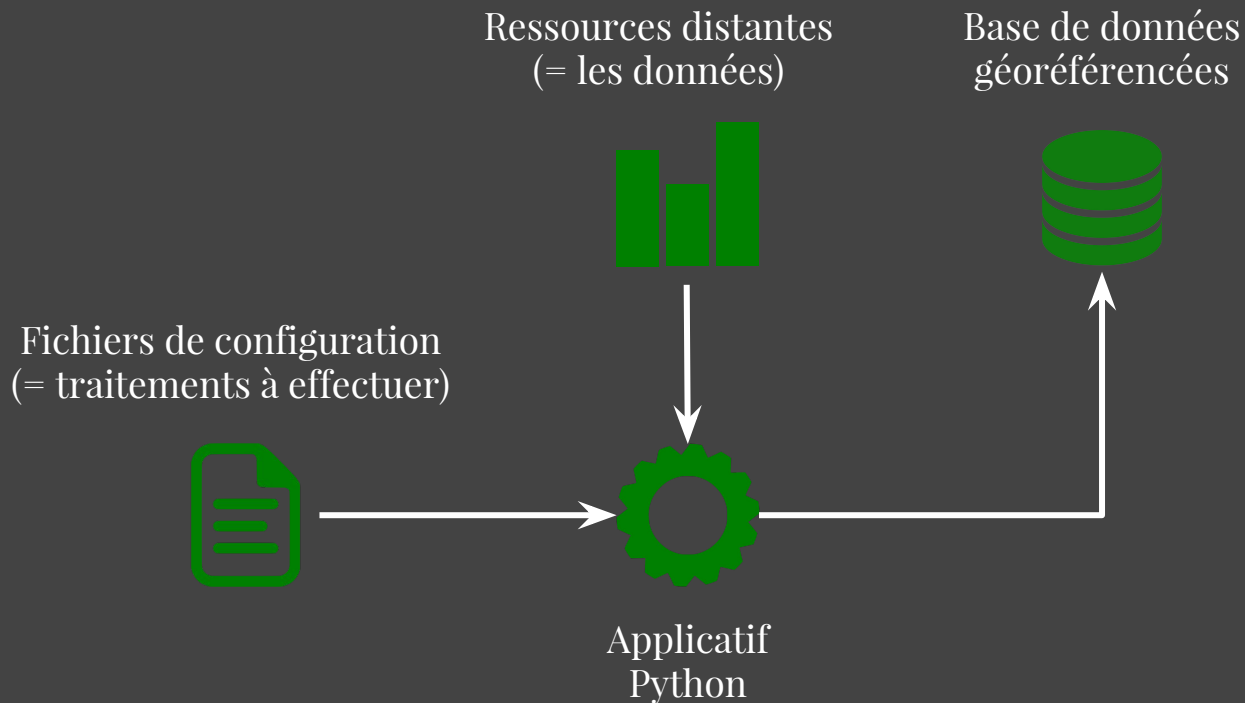 Ressources distantes
(= les données)
Base de données
géoréférencées
Fichiers de configuration
(= traitements à effectuer)
Applicatif
Python